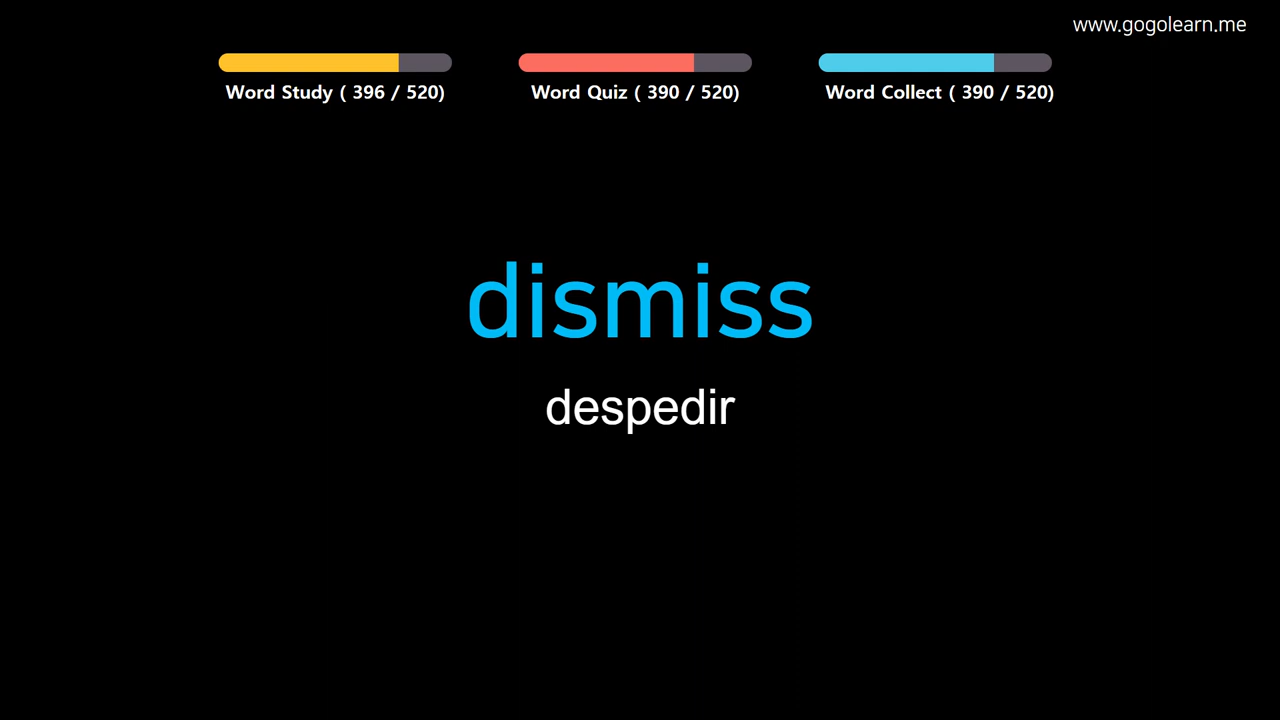 www.gogolearn.me
Word Study ( 396 / 520)
Word Quiz ( 390 / 520)
Word Collect ( 390 / 520)
dismiss
despedir